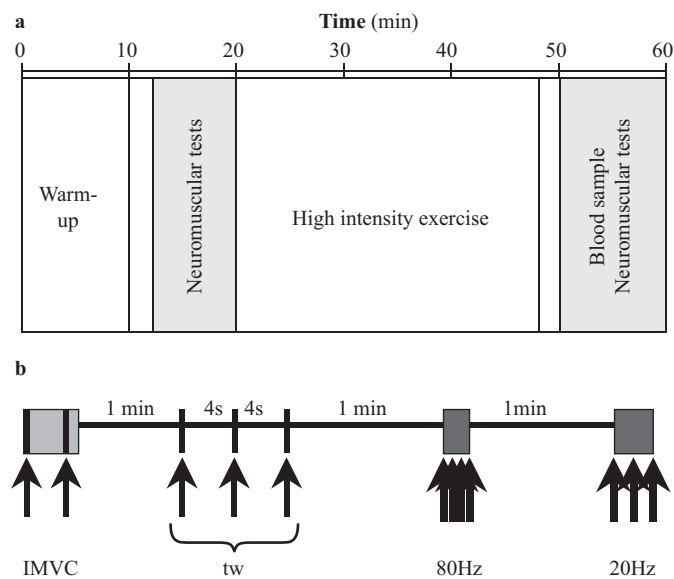 a
Time (min)
0 10 20 30 40 50 60
Warm-
up
Neuromuscular tests
High intensity exercise
Blood sample
Neuromuscular tests
b
1 min 4s 4s 1 min 1min
IMVC tw 80Hz 20Hz